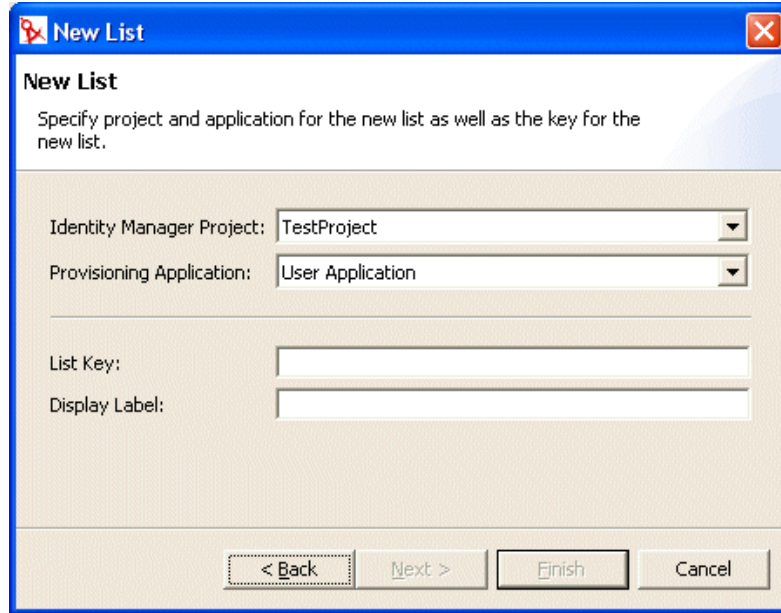 New List
New List
Specify project and application for the new list as well as the key for the
new list.
Identity Manager Project: TestProject
Provisioning Application: User Application
List Key:
Display Label:
< Back Next > Finish Cancel